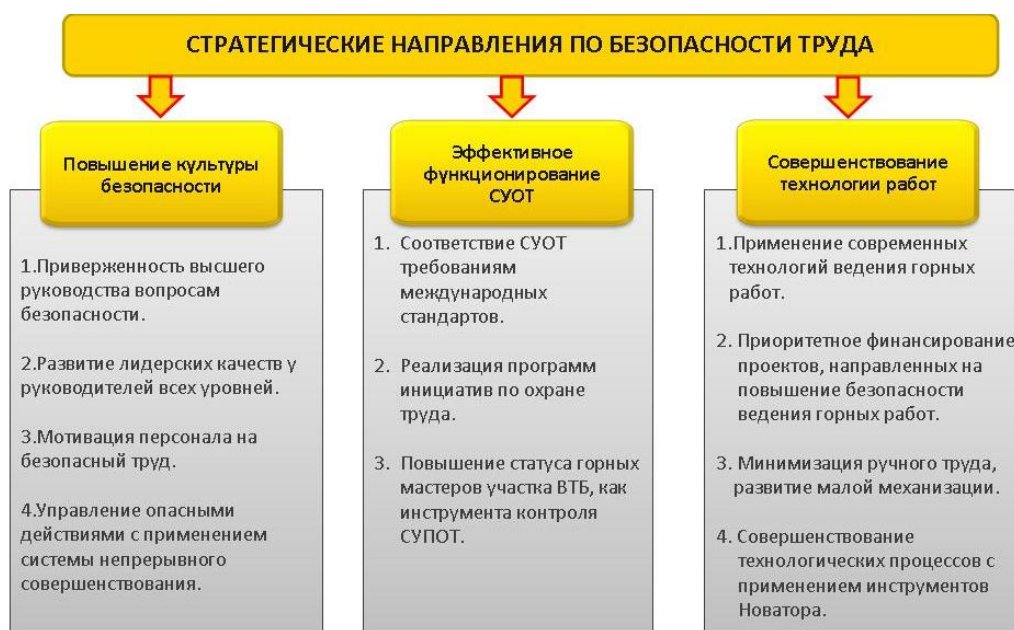 СТРАТЕГИЧЕСКИЕ НАПРАВЛЕНИЯ ПО БЕЗОПАСНОСТИ ТРУДА
Повышение культуры
безопасности
1.Приверженность высшего
руководства вопросам
безопасности.
2.Развитие лидерских качеств у
руководителей всех уровней.
3.Мотивация персонала на
безопасный труд.
4.Управление опасными
действиями с применением
системы непрерывного
совершенствования.
Эффективное
функционирование
СУОТ
1. Соответствие СУОТ
требованиям
международных
стандартов.
2. Реализация программ
инициатив по охране
труда.
3. Повышение статуса горных
мастеров участка ВТБ, как
инструмента контроля
СУПОТ.
Совершенствование
технологии работ
1.Применение современных
технологий ведения горных
работ.
2. Приоритетное финансирование
проектов, направленных на
повышение безопасности
ведения горных работ.
3. Минимизация ручного труда,
развитие малой механизации.
4. Совершенствование
технологических процессов с
применением инструментов
Новатора.